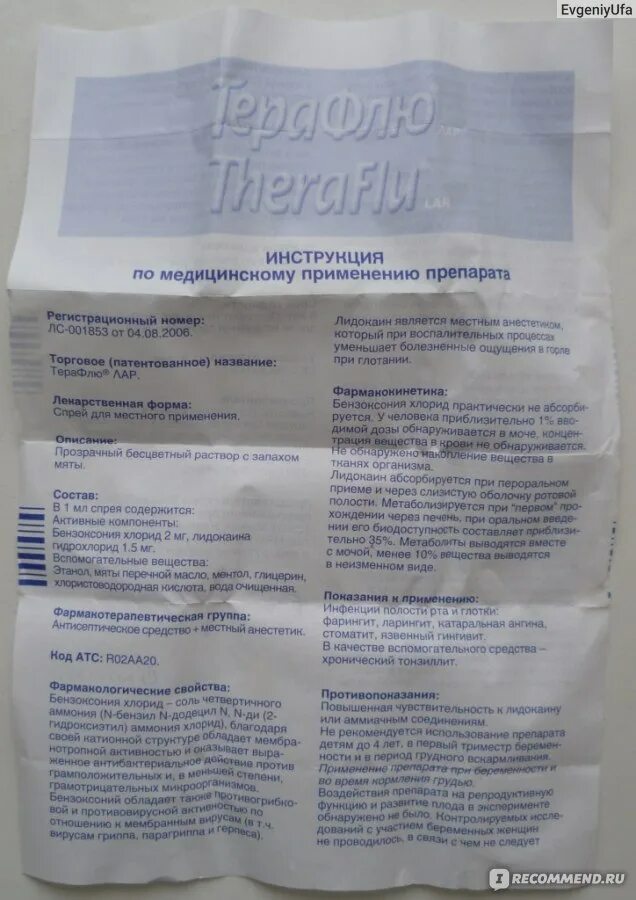 EvgeniyUfa
ТераФлю ЛАР
TheraFlu LAR
ИНСТРУКЦИЯ
по медицинскому применению препарата
Регистрационный номер:
ЛС-001853 от 04.08.2006.
Торговое (патентованное) название:
ТераФлю® ЛАР.
Лекарственная форма:
Спрей для местного применения.
Описание:
Прозрачный бесцветный раствор с запахом
мяты.
Состав:
В 1 мл спрея содержится:
Активные компоненты:
Бензоксония хлорид 2 мг, лидокаина
гидрохлорид 1.5 мг.
Вспомогательные вещества:
Этанол, мяты перечной масло, ментол, глицерин,
хлористоводородная кислота, вода очищенная.
Фармакотерапевтическая группа:
Антисептическое средство + местный анестетик.
Код АТС: R02AA20.
Фармакологические свойства:
Бензоксония хлорид – соль четвертичного
аммония (N-бензил N-додецил N, N-ди (2-
гидроксиэтил) аммония хлорид), благодаря
своей катионной структуре обладает мембра-
нотропной активностью и оказывает выра-
женное антибактериальное действие против
грамположительных и, в меньшей степени,
грамотрицательных микроорганизмов.
Бензоксоний обладает также противогрибко-
вой и противовирусной активностью по
отношению к мембранным вирусам (в т.ч.
вирусам гриппа, парагриппа и герпеса).
Лидокаин является местным анестетиком,
который при воспалительных процессах
уменьшает болезненные ощущения в горле
при глотании.
Фармакокинетика:
Бензоксония хлорид практически не абсорби-
руется. У человека приблизительно 1% вво-
димой дозы обнаруживается в моче, концен-
трация вещества в крови не обнаруживается.
Не обнаружено накопление вещества в
тканях организма.
Лидокаин абсорбируется при пероральном
приеме и через слизистую оболочку ротовой
полости. Метаболизируется при "первом" про-
хождении через печень, при оральном введе-
нии его биодоступность составляет приблизи-
тельно 35%. Метаболиты выводятся вместе
с мочой, менее 10% вещества выводятся
в неизменном виде.
Показания к применению:
Инфекции полости рта и глотки:
фарингит, ларингит, катаральная ангина,
стоматит, язвенный гингивит.
В качестве вспомогательного средства –
хронический тонзиллит.
Противопоказания:
Повышенная чувствительность к лидокаину
или аммиачным соединениям.
Не рекомендуется использование препарата
детям до 4 лет, в первый триместр беремен-
ности и в период грудного вскармливания.
Применение препарата при беременности и
во время кормления грудью.
Воздействия препарата на репродуктивную
функцию и развитие плода в эксперименте
обнаружено не было. Контролируемых иссле-
дований с участием беременных женщин
не проводилось, в связи с чем не следует
I RECOMMEND.RU